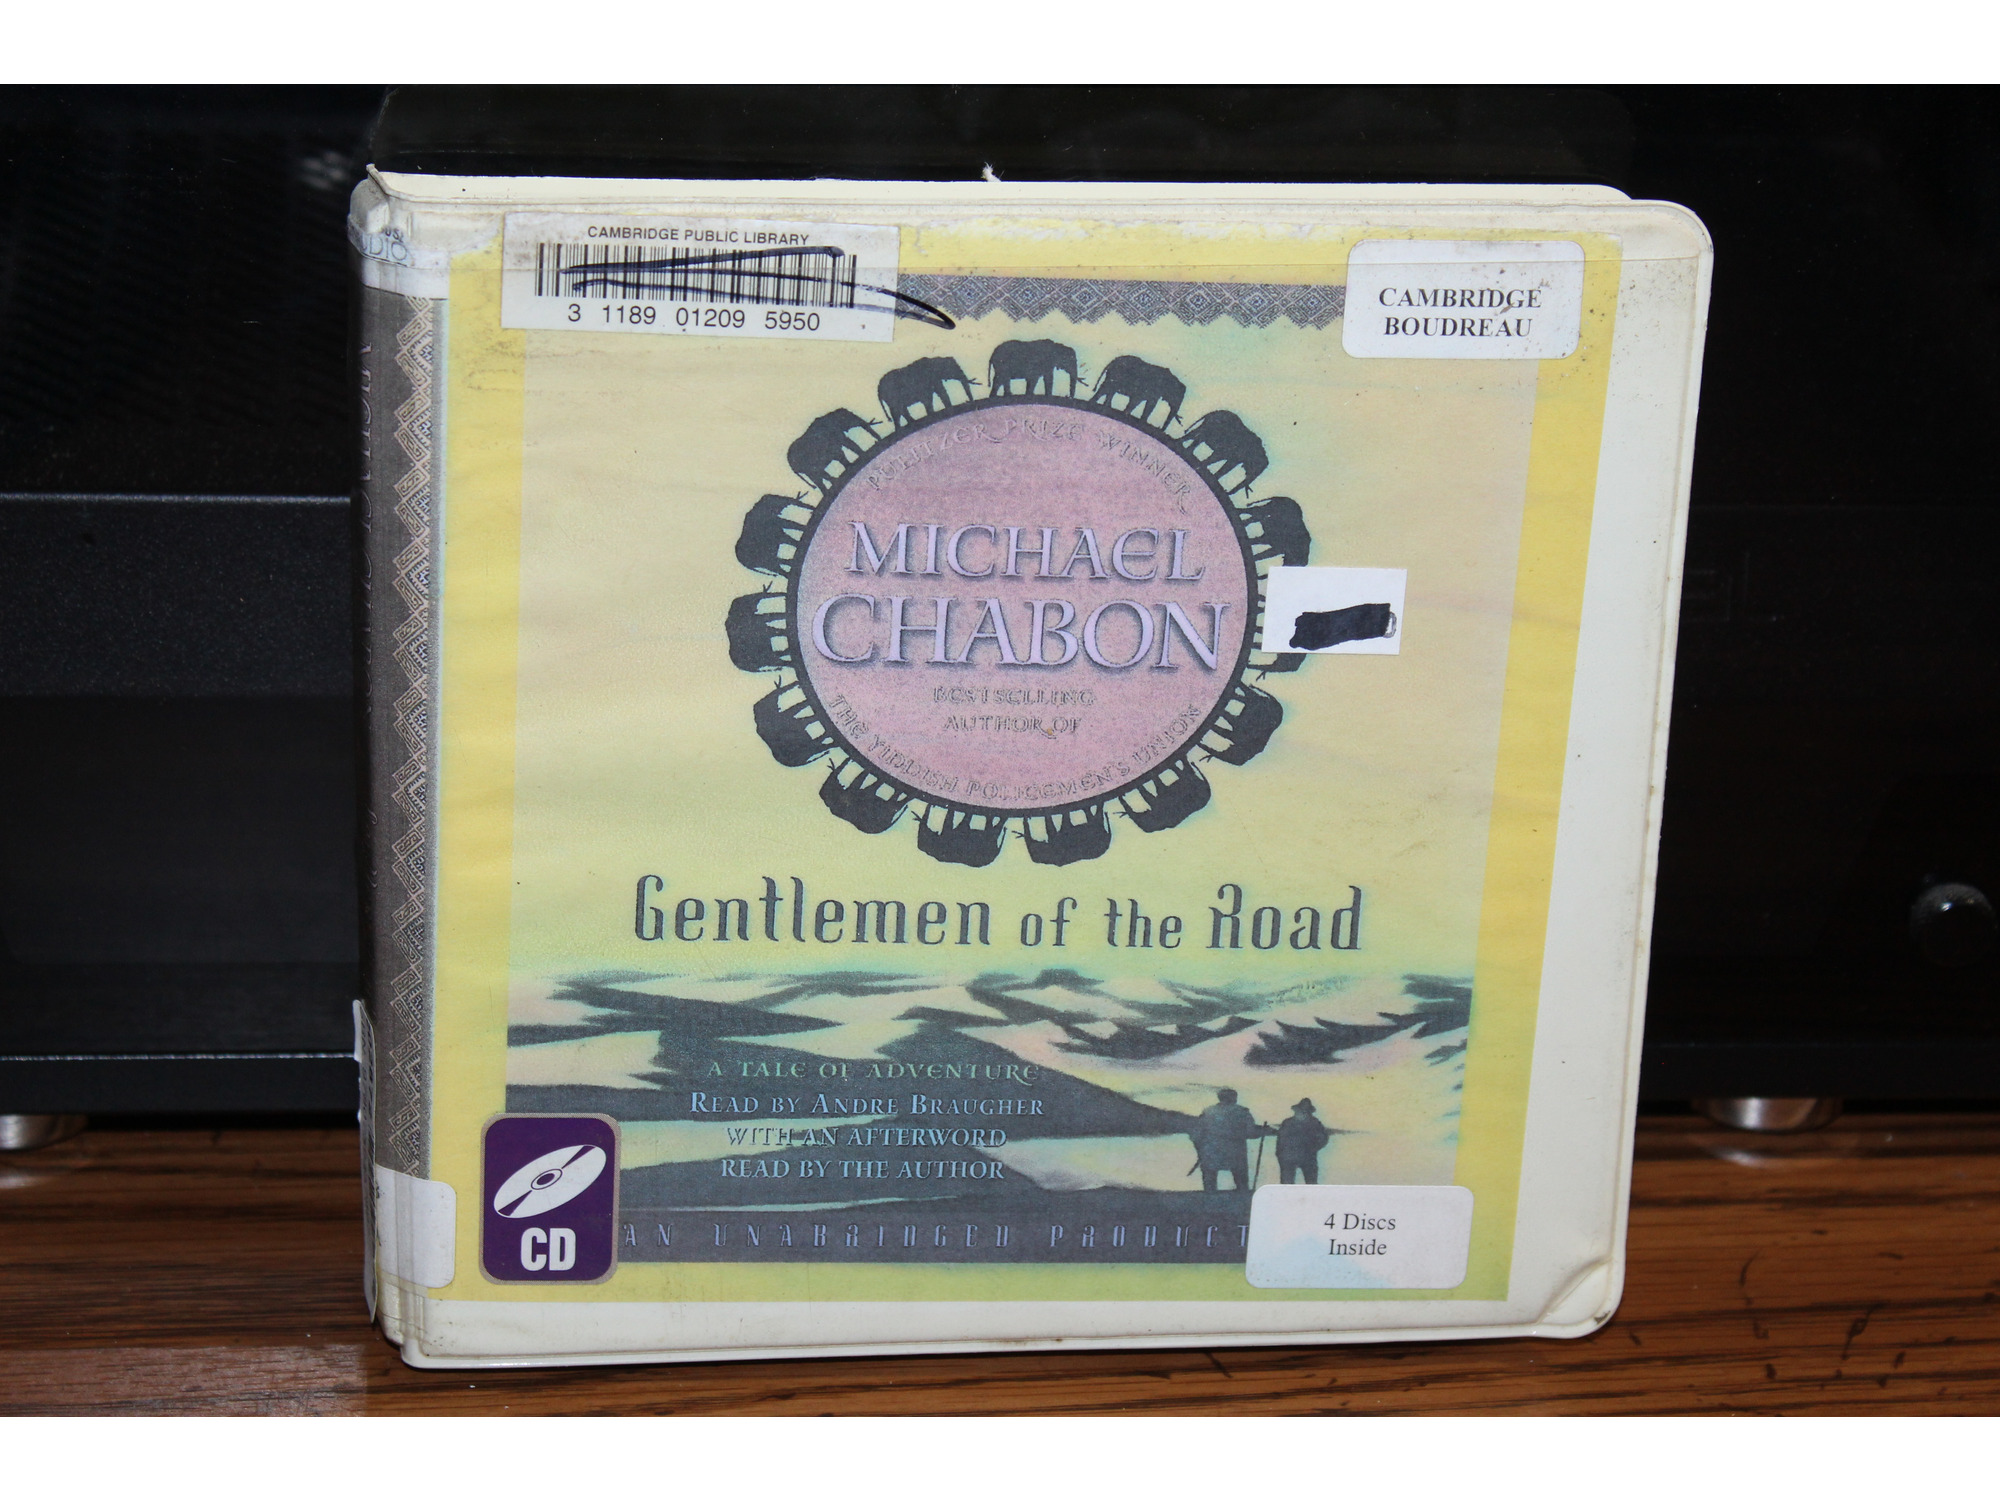 CAMBRIDGE PUBLIC LIBRARY
3 1189 01209 5950
CAMBRIDGE
BOUDREAU
PULITZER PRIZE WINNER
MICHAEL
CHABON
BESTSELLING
AUTHOR OF
THE YIDDISH POLICEMEN'S UNION
Gentlemen of the Road
A TALE OF ADVENTURE
READ BY ANDRE BRAUGHER
WITH AN AFTERWORD
READ BY THE AUTHOR
CD
AN UNABRIDGED PRODUCT
4 Discs
Inside